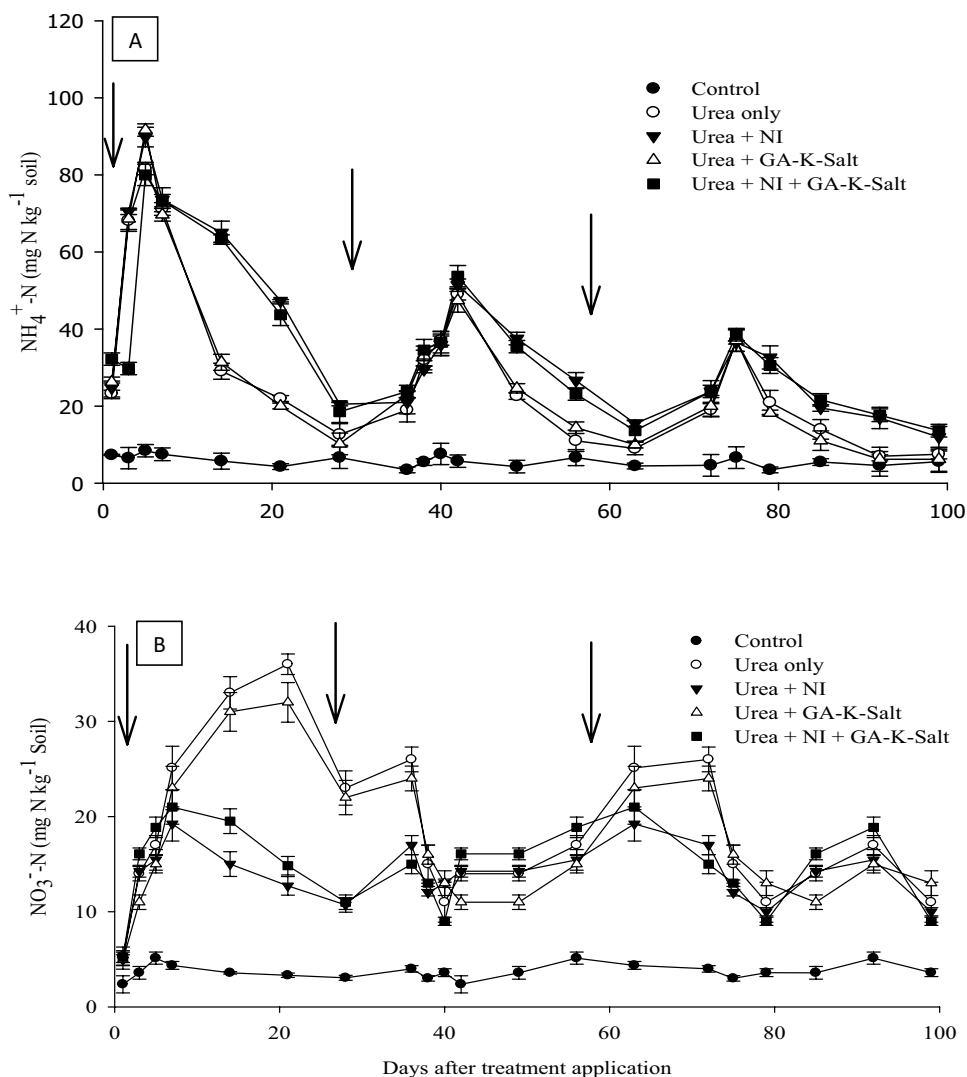 A
120
100
80
60
40
20
0
NH₄⁺-N (mg N kg⁻¹ soil)
Control
Urea only
Urea + NI
Urea + GA-K-Salt
Urea + NI + GA-K-Salt
0 20 40 60 80 100
B
40
30
20
10
0
NO₃⁻-N (mg N kg⁻¹ Soil)
Control
Urea only
Urea + NI
Urea + GA-K-Salt
Urea + NI + GA-K-Salt
0 20 40 60 80 100
Days after treatment application